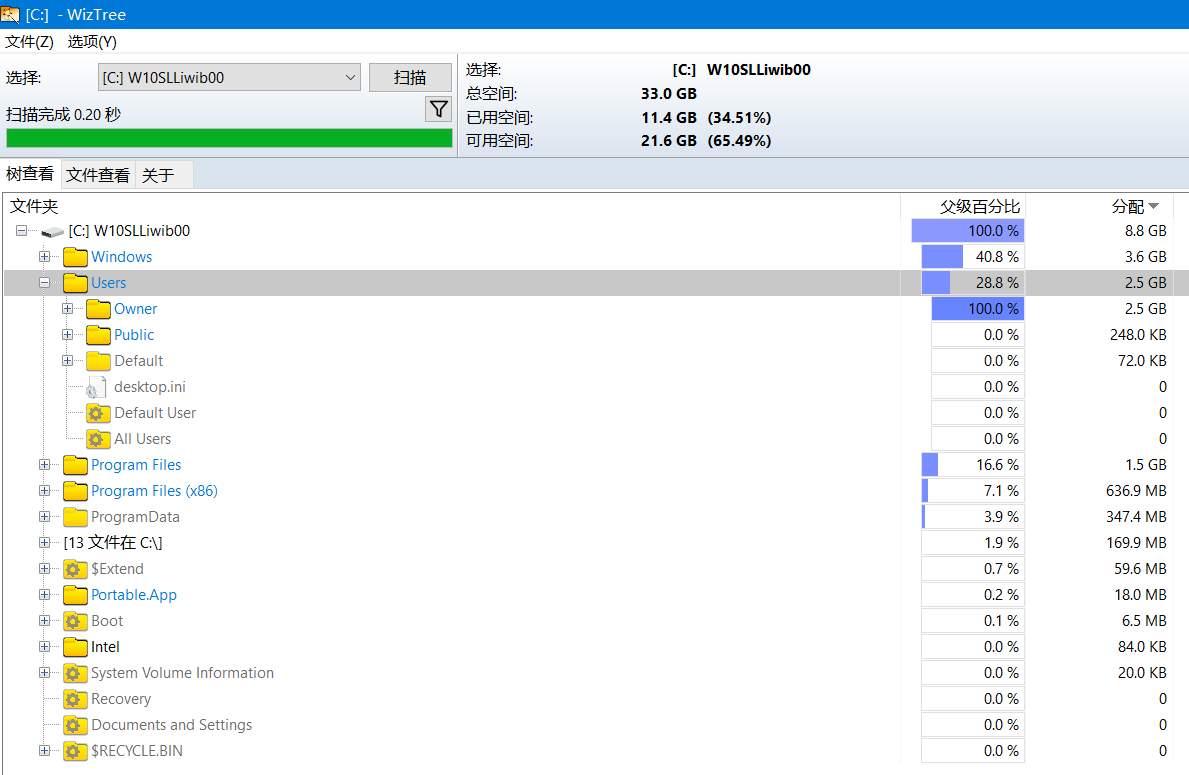 [C:] - WizTree
文件(Z) 选项(Y)
选择: [C:] W10SLLiwib00 扫描
扫描完成 0.20 秒
选择: [C:] W10SLLiwib00
总空间: 33.0 GB
已用空间: 11.4 GB (34.51%)
可用空间: 21.6 GB (65.49%)
树查看 文件查看 关于
文件夹 父级百分比 分配
[C:] W10SLLiwib00 100.0 % 8.8 GB
Windows 40.8 % 3.6 GB
Users 28.8 % 2.5 GB
Owner 100.0 % 2.5 GB
Public 0.0 % 248.0 KB
Default 0.0 % 72.0 KB
desktop.ini 0.0 % 0
Default User 0.0 % 0
All Users 0.0 % 0
Program Files 16.6 % 1.5 GB
Program Files (x86) 7.1 % 636.9 MB
ProgramData 3.9 % 347.4 MB
[13 文件在 C:\] 1.9 % 169.9 MB
$Extend 0.7 % 59.6 MB
Portable.App 0.2 % 18.0 MB
Boot 0.1 % 6.5 MB
Intel 0.0 % 84.0 KB
System Volume Information 0.0 % 20.0 KB
Recovery 0.0 % 0
Documents and Settings 0.0 % 0
$RECYCLE.BIN 0.0 % 0